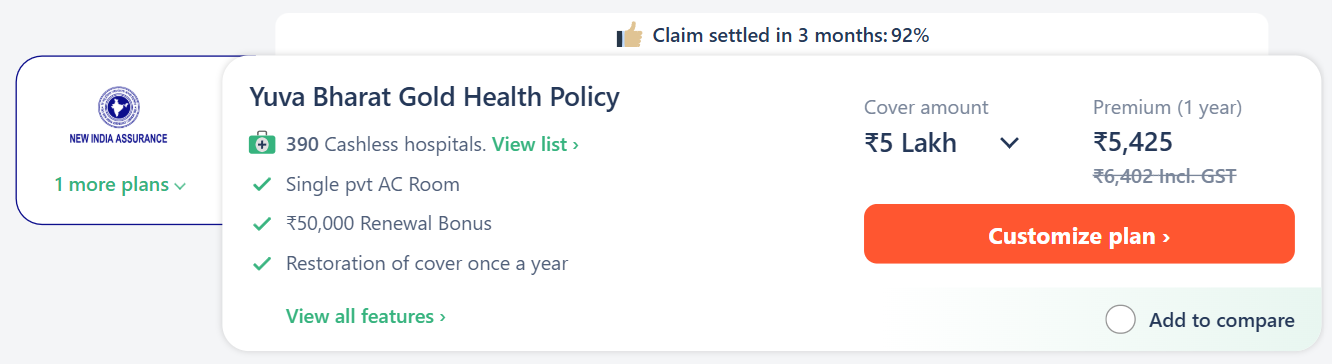 Claim settled in 3 months: 92%
NEW INDIA ASSURANCE
1 more plans
Yuva Bharat Gold Health Policy
390 Cashless hospitals. View list ›
Single pvt AC Room
₹50,000 Renewal Bonus
Restoration of cover once a year
View all features ›
Cover amount
₹5 Lakh
Premium (1 year)
₹5,425
₹6,402 Incl. GST
Customize plan ›
Add to compare